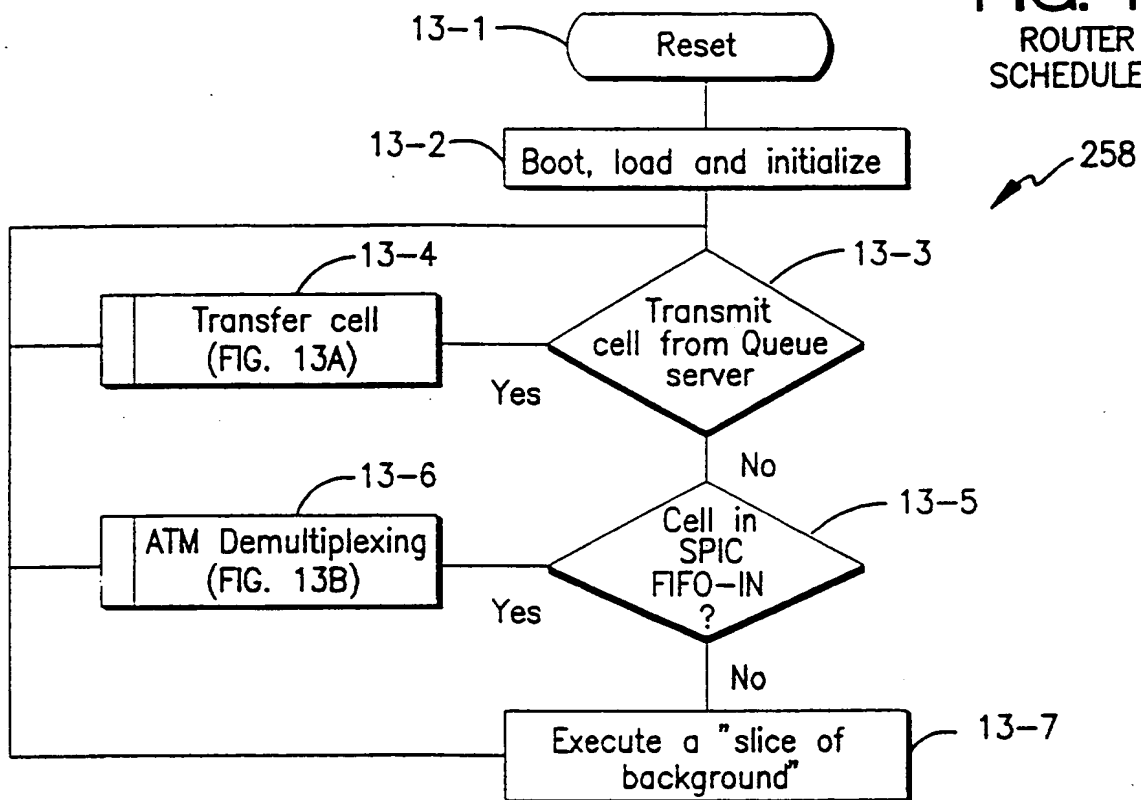 13-1
Reset
ROUTER
13-2
Boot, load and initialize
258
13-4
Transfer cell
(FIG. 13A)
Yes
13-3
Transmit
cell from Queue
server
No
13-6
ATM Demultiplexing
(FIG. 13B)
Yes
13-5
Cell in
SPIC
FIFO-IN
?
No
Execute a "slice of
background"
13-7